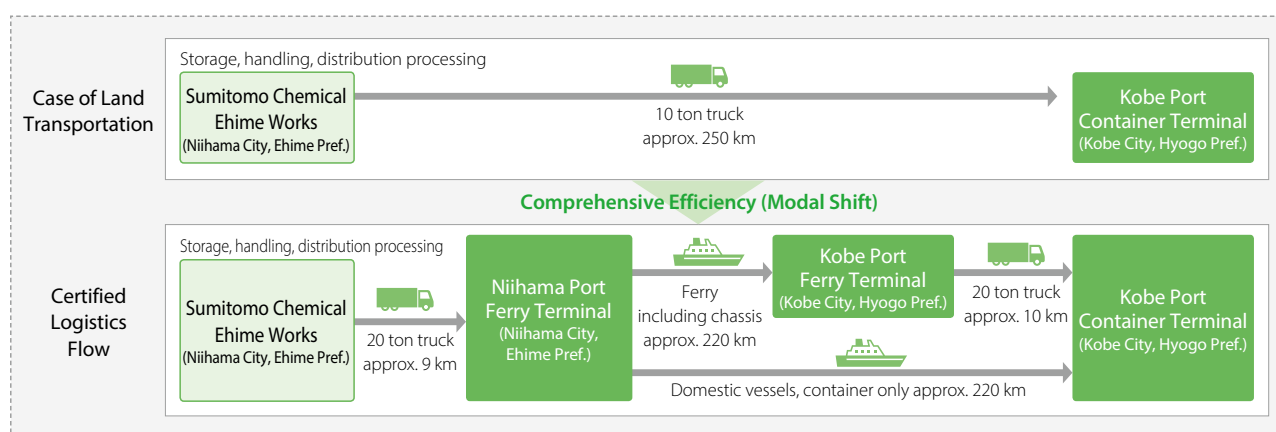 Case of Land
Transportation
Storage, handling, distribution processing
Sumitomo Chemical
Ehime Works
(Niihama City, Ehime Pref.)
10 ton truck
approx. 250 km
Kobe Port
Container Terminal
(Kobe City, Hyogo Pref.)
Comprehensive Efficiency (Modal Shift)
Certified
Logistics
Flow
Storage, handling, distribution processing
Sumitomo Chemical
Ehime Works
(Niihama City, Ehime Pref.)
20 ton truck
approx. 9 km
Niihama Port
Ferry Terminal
(Niihama City,
Ehime Pref.)
Ferry
including chassis
approx. 220 km
Kobe Port
Ferry Terminal
(Kobe City, Hyogo Pref.)
20 ton truck
approx. 10 km
Domestic vessels, container only approx. 220 km
Kobe Port
Container Terminal
(Kobe City, Hyogo Pref.)